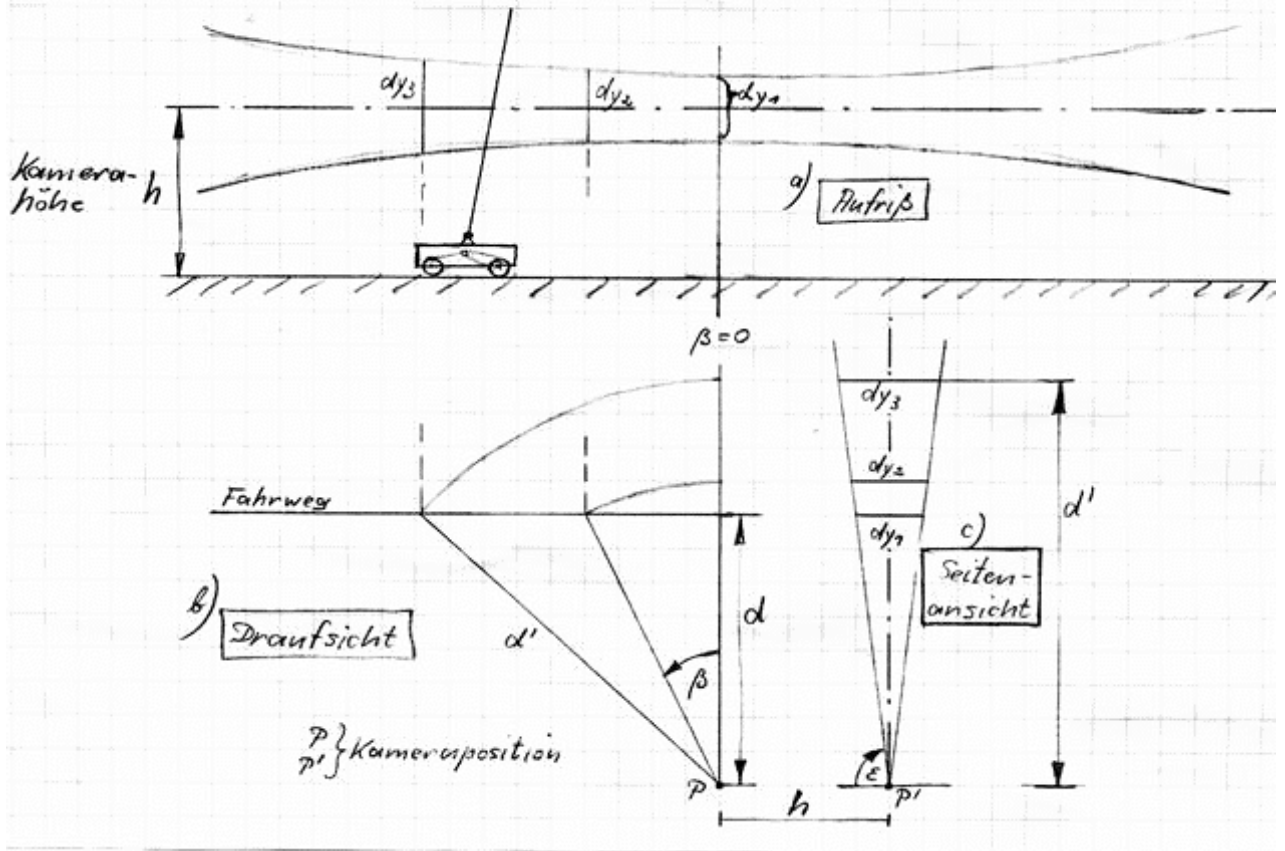 dy3
dy2
dy1
Kamera-
höhe
h
a) Aufriß
β=0
dy3
dy2
dy1
Fahrweg
d'
c)
Seiten-
ansicht
b)
Draufsicht
d'
d
β
P
P' } Kameraposition
P
ε
P'
h